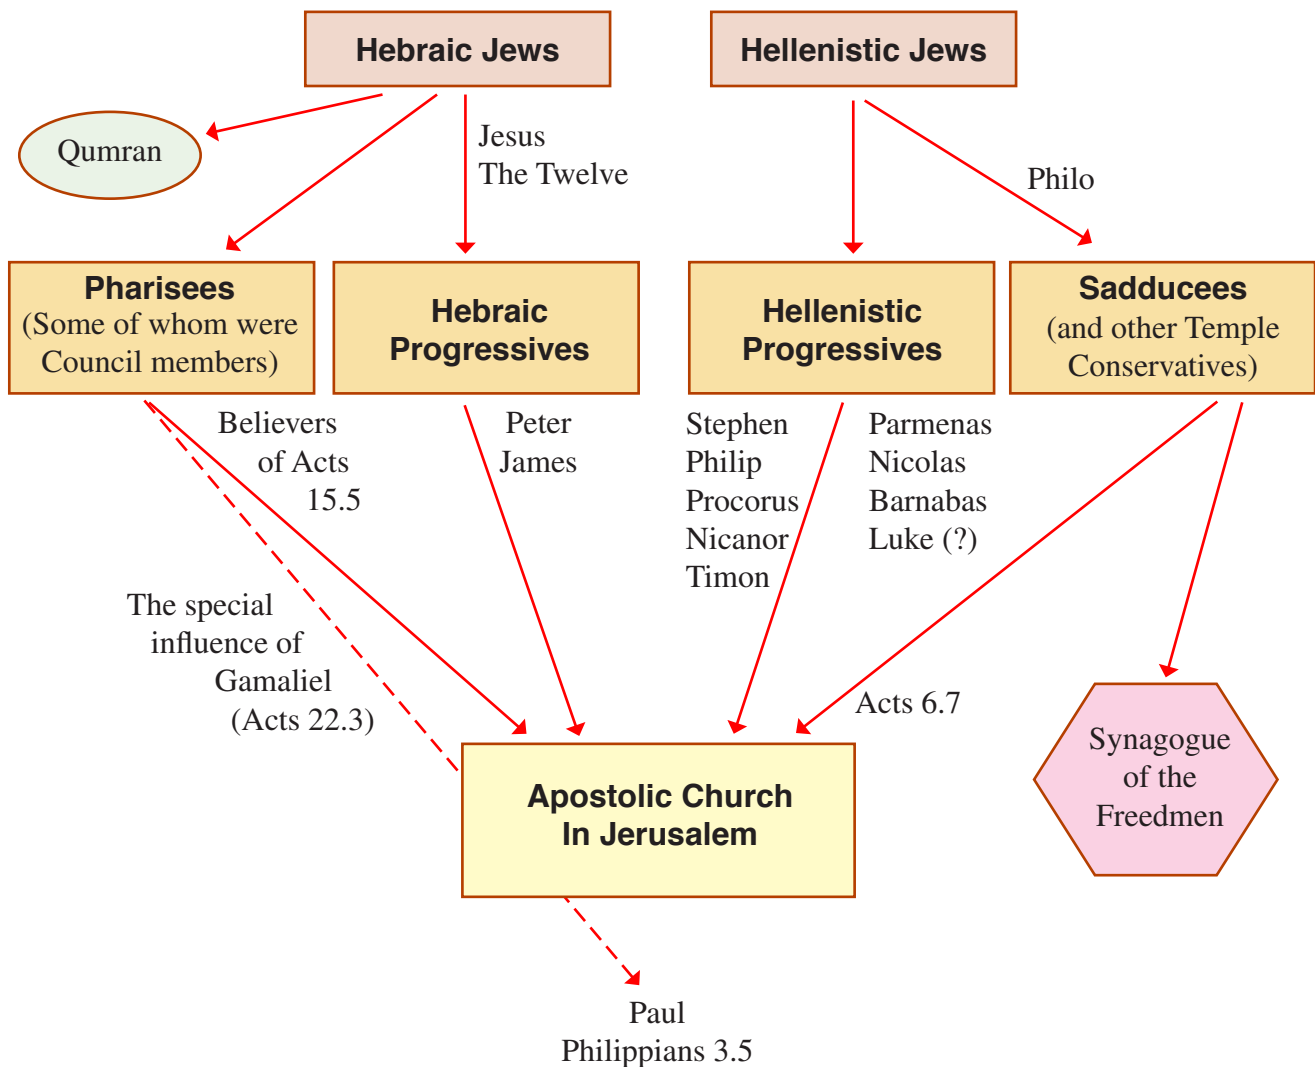 Hebraic Jews
Hellenistic Jews
Qumran
Jesus
The Twelve
Philo
Pharisees
(Some of whom were
Council members)
Hebraic
Progressives
Hellenistic
Progressives
Sadducees
(and other Temple
Conservatives)
Believers
of Acts
15.5
Peter
James
Stephen
Philip
Procorus
Nicanor
Timon
Parmenas
Nicolas
Barnabas
Luke (?)
The special
influence of
Gamaliel
(Acts 22.3)
Acts 6.7
Synagogue
of the
Freedmen
Apostolic Church
In Jerusalem
Paul
Philippians 3.5